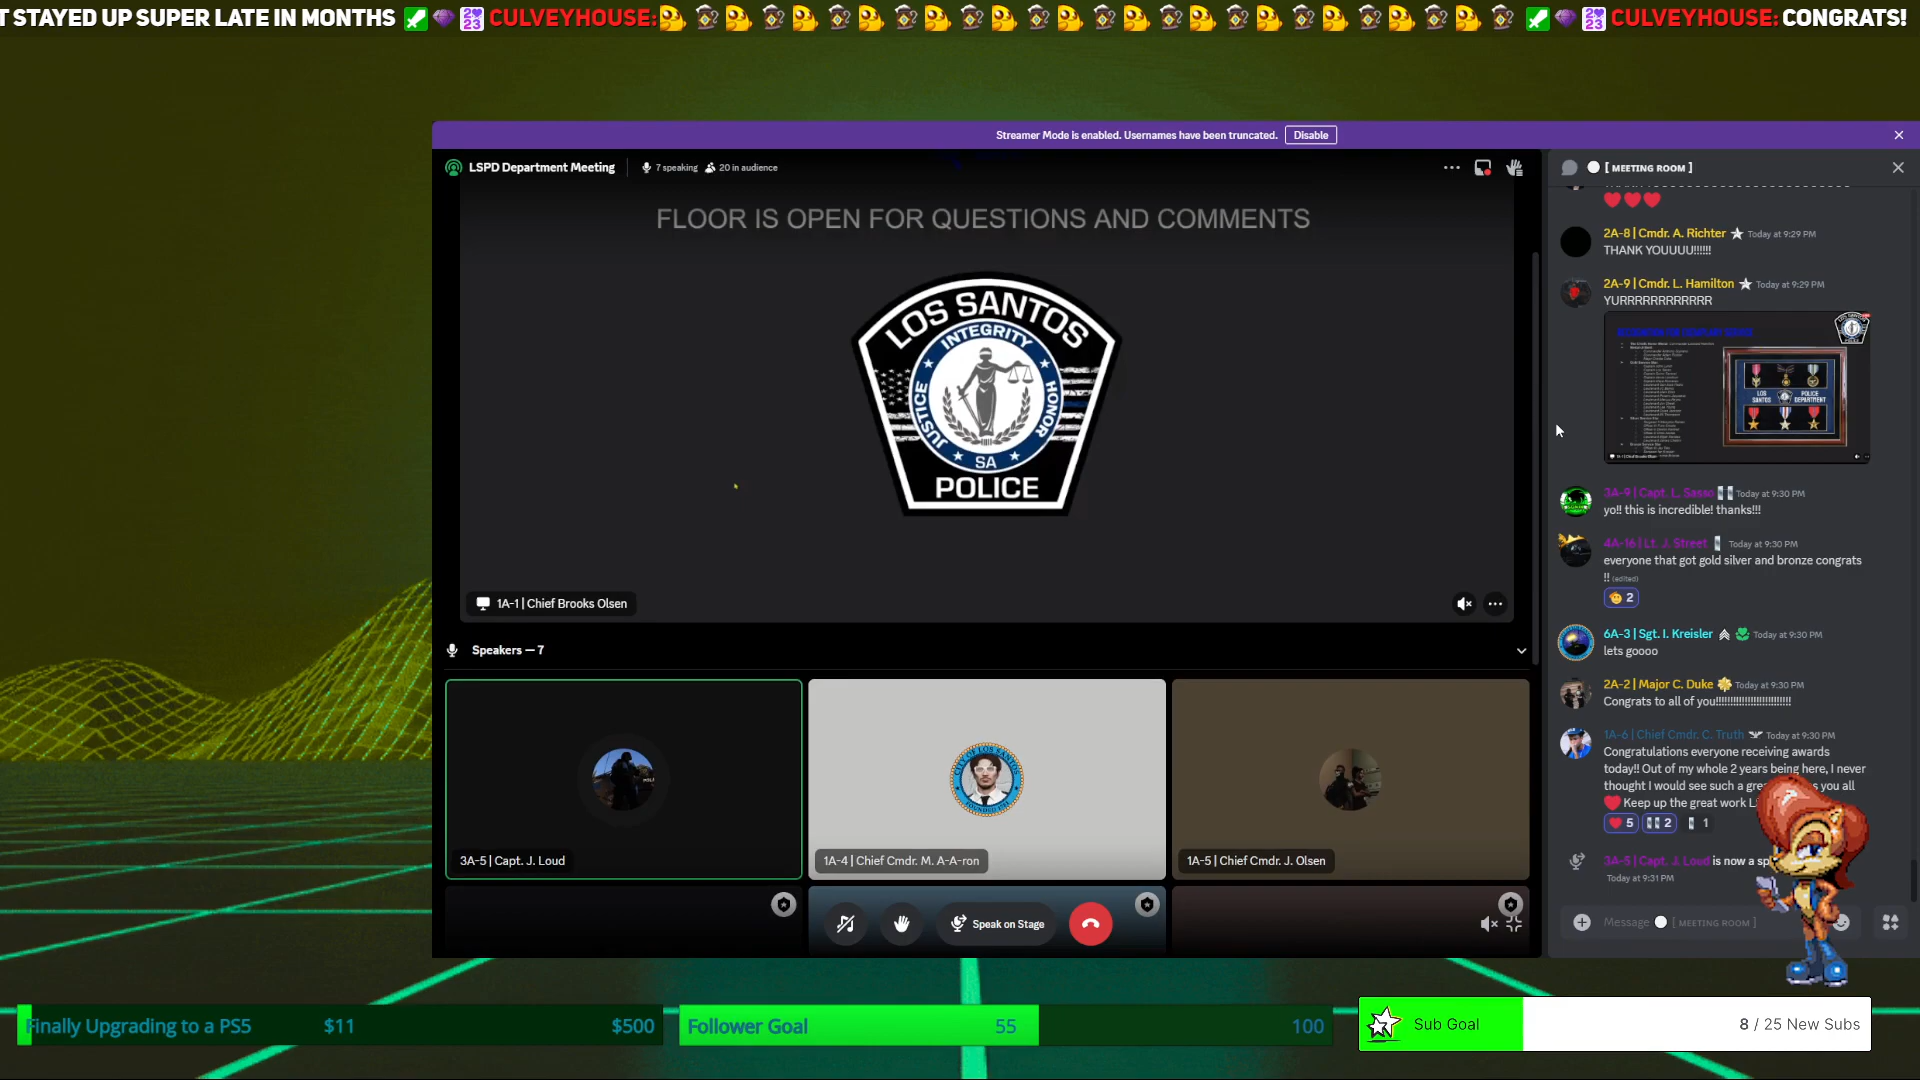 T STAYED UP SUPER LATE IN MONTHS CULVEYHOUSE: CULVEYHOUSE: CONGRATS!
Streamer Mode is enabled. Usernames have been truncated. Disable
LSPD Department Meeting 7 speaking 20 in audience
FLOOR IS OPEN FOR QUESTIONS AND COMMENTS
LOS SANTOS
INTEGRITY
JUSTICE
HONOR
SA
POLICE
1A-1 | Chief Brooks Olsen
Speakers — 7
3A-5 | Capt. J. Loud
1A-4 | Chief Cmdr. M. A-A-ron
1A-5 | Chief Cmdr. J. Olsen
Speak on Stage
[ MEETING ROOM ]
2A-8 | Cmdr. A. Richter Today at 9:29 PM
THANK YOUUUU!!!!!!
2A-9 | Cmdr. L. Hamilton Today at 9:29 PM
YURRRRRRRRRRRR
LOS SANTOS POLICE DEPARTMENT
3A-9 | Capt. L. Sasso Today at 9:30 PM
yo!! this is incredible! thanks!!!
4A-16 | Lt. J. Street Today at 9:30 PM
everyone that got gold silver and bronze congrats
!! (edited)
2
6A-3 | Sgt. I. Kreisler Today at 9:30 PM
lets goooo
2A-2 | Major C. Duke Today at 9:30 PM
Congrats to all of you!!!!!!!!!!!!!!!!!!!!!!!!!!
1A-6 | Chief Cmdr. C. Truth Today at 9:30 PM
Congratulations everyone receiving awards
today!! Out of my whole 2 years being here, I never
thought I would see such a s you all
Keep up the great work
5 2 1
3A-5 | Capt. J. Loud is now a
Today at 9:31 PM
Message [ MEETING ROOM ]
Finally Upgrading to a PS5 $11 $500
Follower Goal 55 100
Sub Goal 8 / 25 New Subs